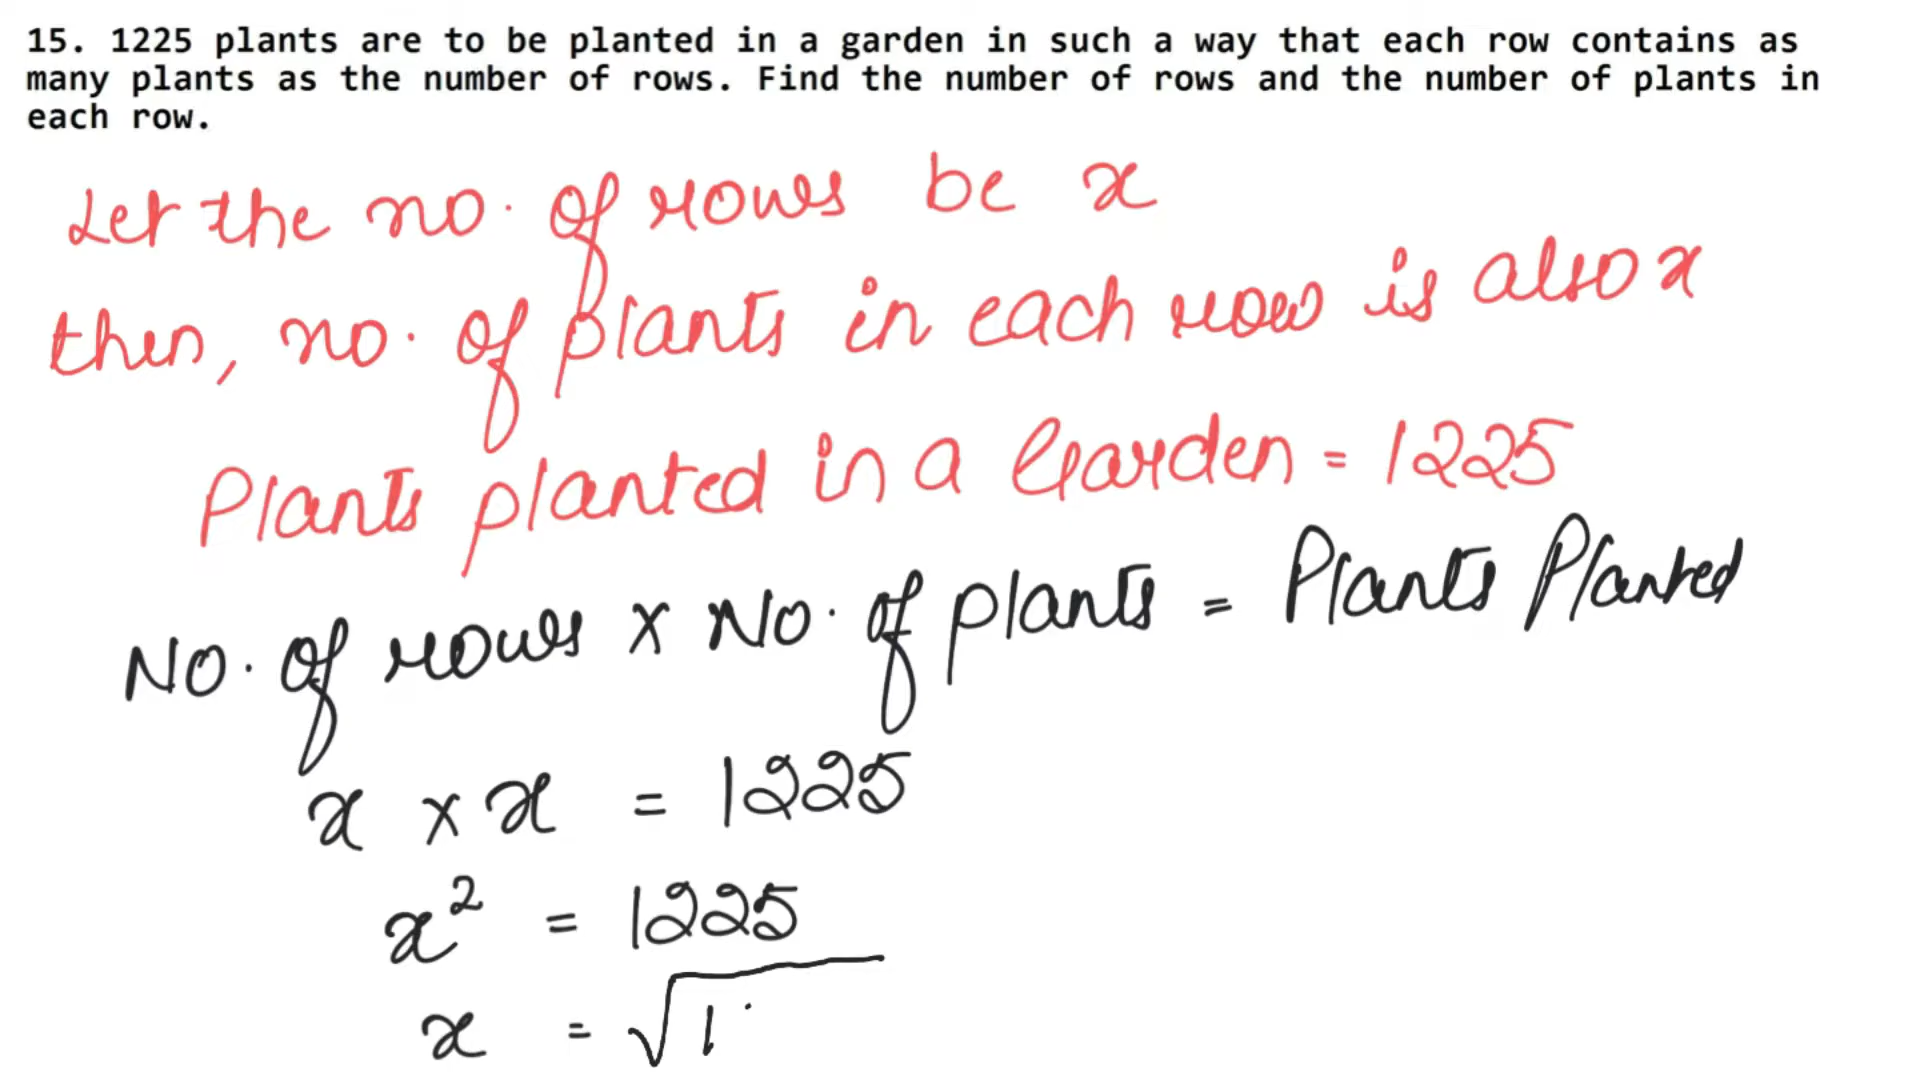 15. 1225 plants are to be planted in a garden in such a way that each row contains as
many plants as the number of rows. Find the number of rows and the number of plants in
each row.
Let the no. of rows be x
then, no. of plants in each row is also x
Plants planted in a Garden = 1225
No. of rows × No. of plants = Plants Planted
x × x = 1225
x² = 1225
x = √1